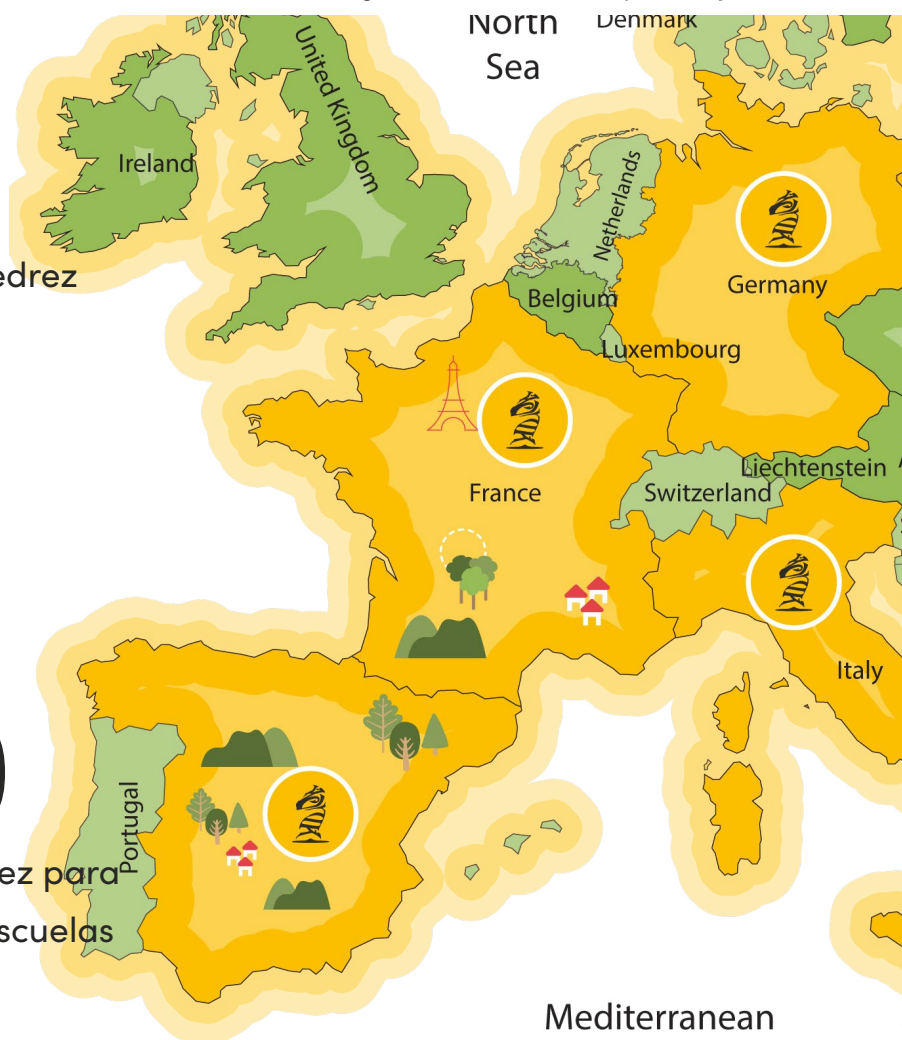 North
Sea
Denmark
United Kingdom
Ireland
Netherlands
edrez
Belgium
Germany
Luxembourg
Liechtenstein
Switzerland
France
Italy
Portugal
ez para
scuelas
Mediterranean